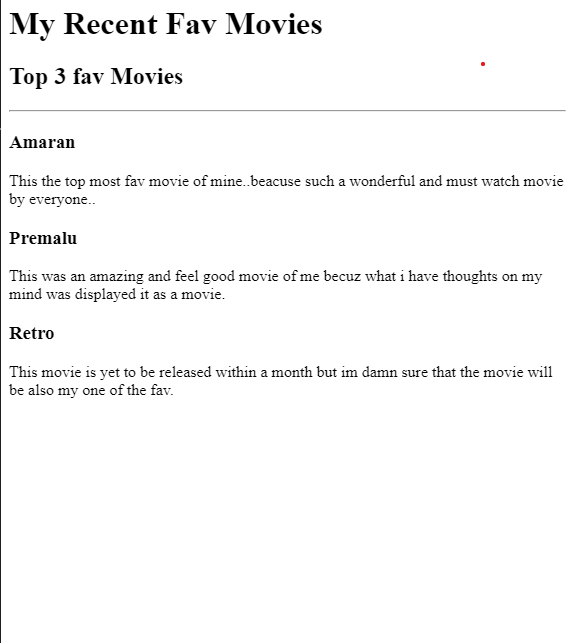 My Recent Fav Movies
Top 3 fav Movies
Amaran
This the top most fav movie of mine..beacuse such a wonderful and must watch movie
by everyone..
Premalu
This was an amazing and feel good movie of me becuz what i have thoughts on my
mind was displayed it as a movie.
Retro
This movie is yet to be released within a month but im damn sure that the movie will
be also my one of the fav.